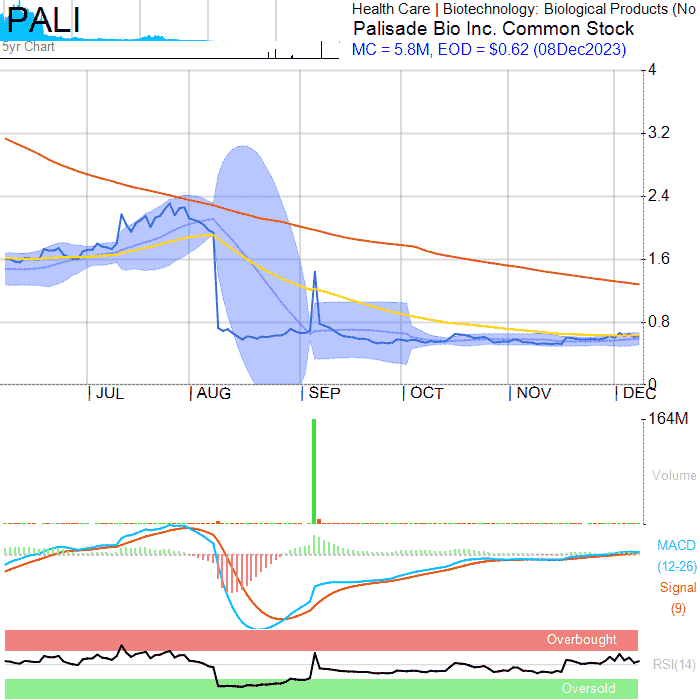 PALI
5yr Chart
Health Care | Biotechnology: Biological Products (No
Palisade Bio Inc. Common Stock
MC = 5.8M, EOD = $0.62 (08Dec2023)
4
3.2
2.4
1.6
0.8
0
JUL AUG SEP OCT NOV DEC
164M
Volume
MACD
(12-26)
Signal
(9)
Overbought
RSI(14)
Oversold